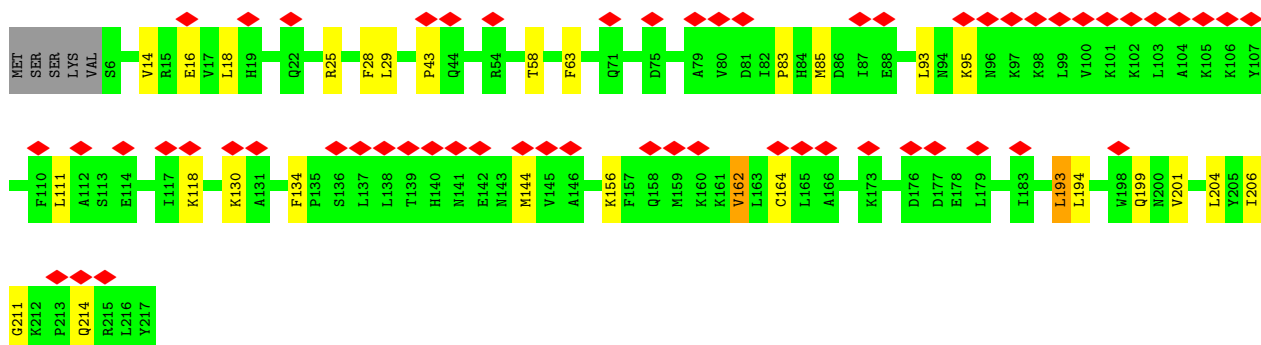 MET SER SER LYS VAL S6 V14 R15 E16 V17 L18 H19 Q22 R25 F28 L29 P43 Q44 R54 T58 F63 Q71 D75 A79 V80 D81 I82 P83 H84 M85 D86 I87 E88 L93 N94 K95 N96 K97 K98 L99 V100 K101 K102 L103 A104 K105 K106 Y107
F110 L111 A112 S113 E114 I117 K118 K130 A131 F134 P135 S136 L137 L138 T139 H140 N141 E142 N143 M144 V145 A146 K156 F157 Q158 M159 K160 K161 V162 L163 C164 L165 A166 K173 D176 D177 E178 L179 I183 L193 L194 W198 Q199 N200 V201 L204 Y205 I206
G211 K212 P213 Q214 R215 L216 Y217